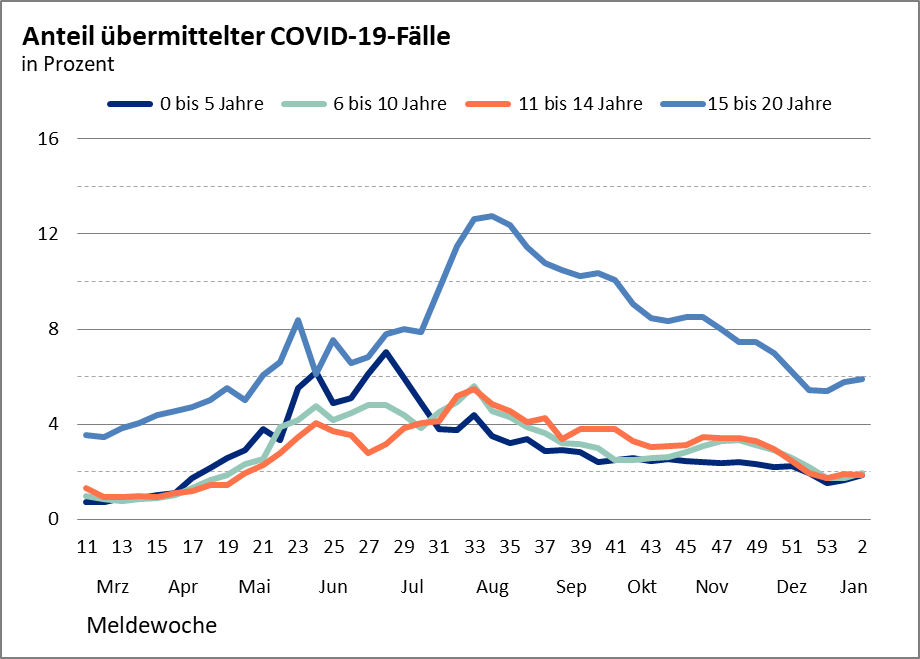 Anteil übermittelter COVID-19-Fälle
in Prozent
0 bis 5 Jahre 6 bis 10 Jahre 11 bis 14 Jahre 15 bis 20 Jahre
16
12
8
4
0
11 13 15 17 19 21 23 25 27 29 31 33 35 37 39 41 43 45 47 49 51 53 2
Mrz Apr Mai Jun Jul Aug Sep Okt Nov Dez Jan
Meldewoche